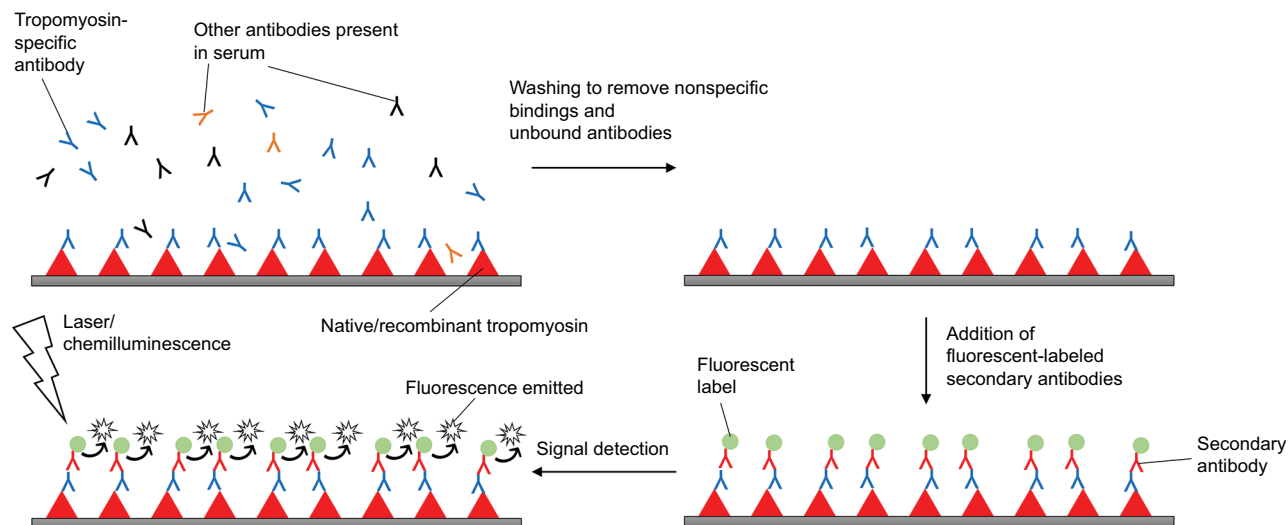 Tropomyosin-
specific
antibody
Other antibodies present
in serum
Washing to remove nonspecific
bindings and
unbound antibodies
Native/recombinant tropomyosin
Addition of
fluorescent-labeled
secondary antibodies
Fluorescent
label
Secondary
antibody
Signal detection
Laser/
chemilluminescence
Fluorescence emitted